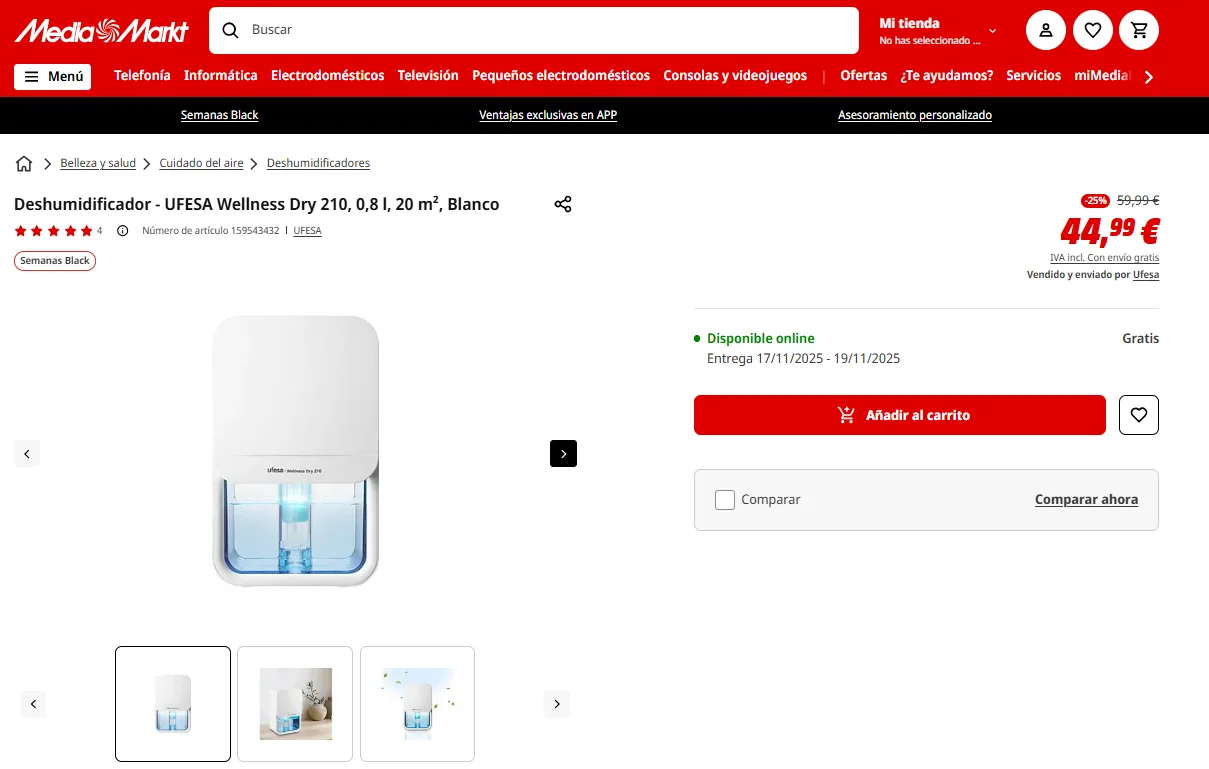 MediaMarkt
Buscar
Mi tienda
No has seleccionado ...
Menú
Telefonía Informática Electrodomésticos Televisión Pequeños electrodomésticos Consolas y videojuegos | Ofertas ¿Te ayudamos? Servicios miMedia
Semanas Black Ventajas exclusivas en APP Asesoramiento personalizado
Belleza y salud Cuidado del aire Deshumidificadores
Deshumidificador - UFESA Wellness Dry 210, 0,8 l, 20 m², Blanco
4 Número de artículo 159543432 | UFESA
Semanas Black
-25% 59,99 €
44,99 €
IVA incl. Con envío gratis
Vendido y enviado por Ufesa
Disponible online Gratis
Entrega 17/11/2025 - 19/11/2025
Añadir al carrito
Comparar Comparar ahora
ufesa Wellness Dry 210